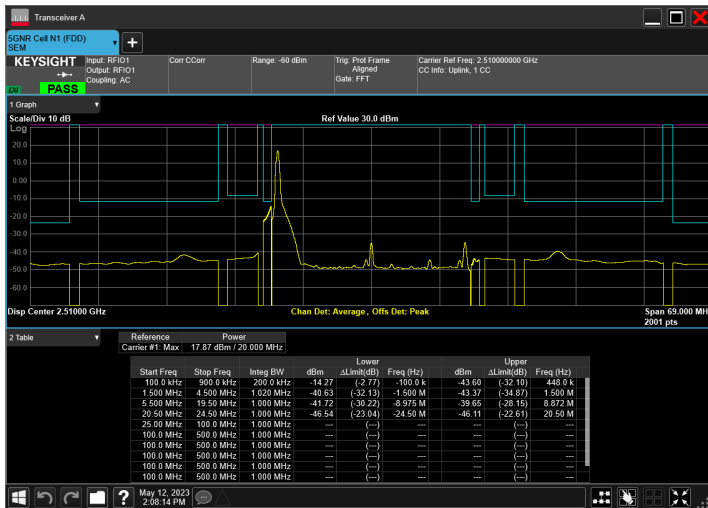 Transceiver A
5GNR Cell N1 (FDD)
SEM
KEYSIGHT
LXI
PASS
Input: RFIO1
Output: RFIO1
Coupling: AC
Corr CCorr
Range: -60 dBm
Trig: Prot Frame
Aligned
Gate: FFT
Carrier Ref Freq: 2.510000000 GHz
CC Info: Uplink, 1 CC
1 Graph
Scale/Div 10 dB
Ref Value 30.0 dBm
Log
20.0
10.0
0.00
-10.0
-20.0
-30.0
-40.0
-50.0
-60.0
Disp Center 2.51000 GHz
Chan Det: Average, Offs Det: Peak
Span 69.000 MH
2001 pts
2 Table
Reference Power
Carrier #1: Max 17.87 dBm / 20.000 MHz
Lower Upper
Start Freq Stop Freq Integ BW dBm ΔLimit(dB) Freq (Hz) dBm ΔLimit(dB) Freq (Hz)
100.0 kHz 900.0 kHz 200.0 kHz -14.27 (-2.77) -100.0 k -43.60 (-32.10) 448.0 k
1.500 MHz 4.500 MHz 1.020 MHz -40.63 (-32.13) -1.500 M -43.37 (-34.87) 1.500 M
5.500 MHz 19.50 MHz 1.000 MHz -41.72 (-30.22) -8.975 M -39.65 (-28.15) 8.872 M
20.50 MHz 24.50 MHz 1.000 MHz -46.54 (-23.04) -24.50 M -46.11 (-22.61) 20.50 M
25.00 MHz 100.0 MHz 1.000 MHz --- (---) --- --- (---) ---
100.0 MHz 500.0 MHz 1.000 MHz --- (---) --- --- (---) ---
100.0 MHz 500.0 MHz 1.000 MHz --- (---) --- --- (---) ---
100.0 MHz 500.0 MHz 1.000 MHz --- (---) --- --- (---) ---
100.0 MHz 500.0 MHz 1.000 MHz --- (---) --- --- (---) ---
100.0 MHz 500.0 MHz 1.000 MHz --- (---) --- --- (---) ---
?
May 12, 2023
2:08:14 PM